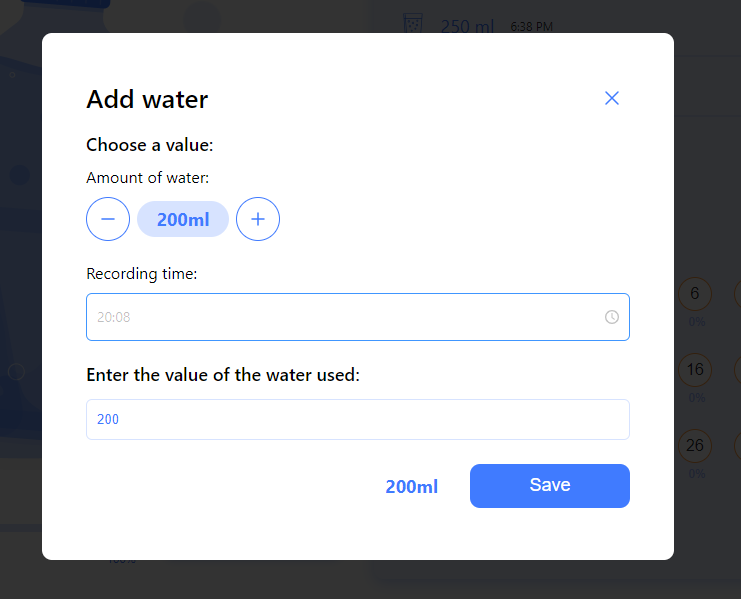 250 ml 6:38 PM
Add water
Choose a value:
Amount of water:
200ml
Recording time:
20:08
Enter the value of the water used:
200
200ml Save
6
0%
16
0%
26
0%
100%